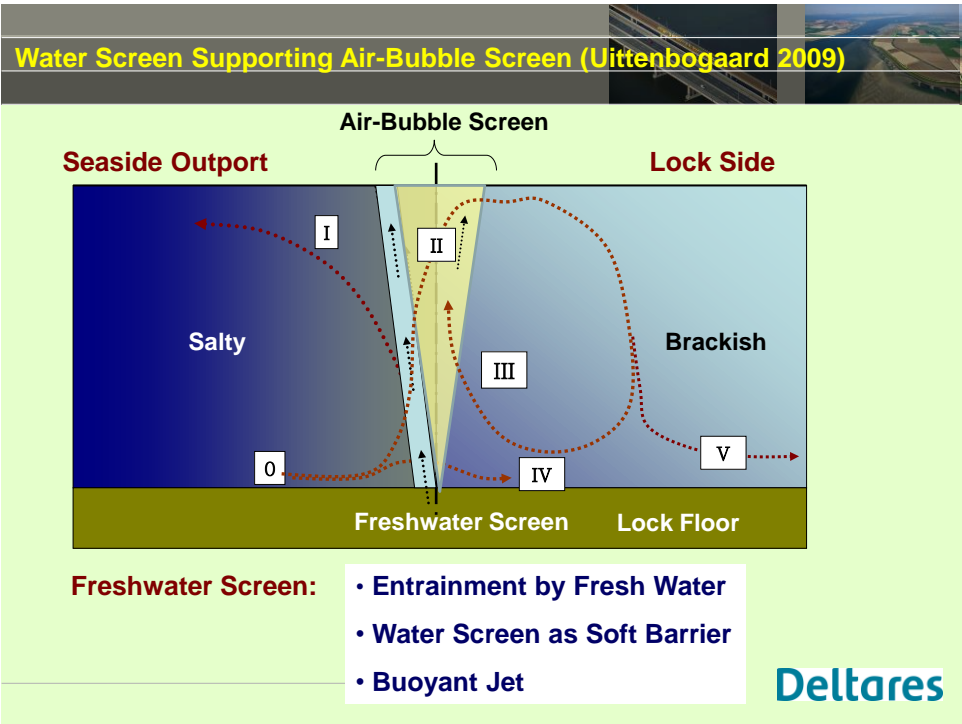 Water Screen Supporting Air-Bubble Screen (Uittenbogaard 2009)
Air-Bubble Screen
Seaside Outport
Lock Side
I
II
Salty
Brackish
III
0
IV
V
Freshwater Screen
Lock Floor
Freshwater Screen:
• Entrainment by Fresh Water
• Water Screen as Soft Barrier
• Buoyant Jet
Deltares